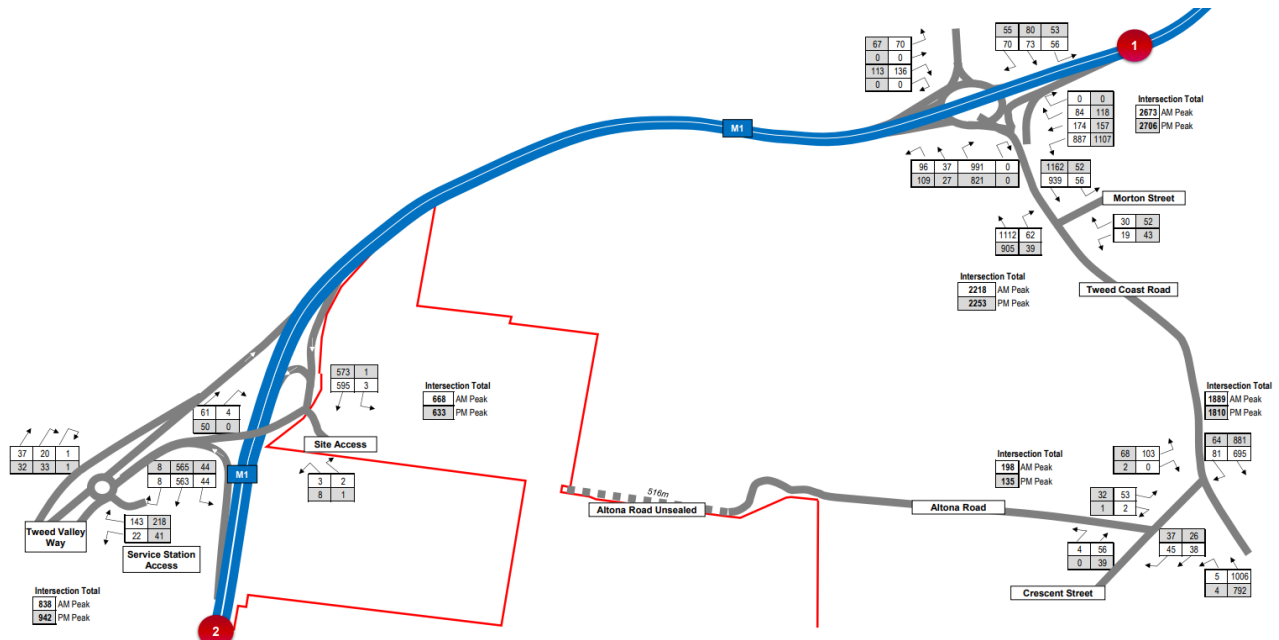 55 80 53
70 73 56
67 70
0 0
113 136
0 0
1
0 0
84 118
174 157
887 1107
Intersection Total
2673 AM Peak
2706 PM Peak
M1
96 37 991 0
109 27 821 0
1162 52
939 56
Morton Street
30 52
19 43
1112 62
905 39
Intersection Total
2218 AM Peak
2253 PM Peak
Tweed Coast Road
573 1
595 3
Intersection Total
668 AM Peak
633 PM Peak
61 4
50 0
Site Access
37 20 1
32 33 1
8 565 44
8 563 44
M1
3 2
8 1
143 218
22 41
Tweed Valley
Way
Service Station
Access
Intersection Total
838 AM Peak
942 PM Peak
2
Intersection Total
1889 AM Peak
1810 PM Peak
64 881
81 695
68 103
2 0
Intersection Total
198 AM Peak
135 PM Peak
516m
Altona Road Unsealed
Altona Road
32 53
1 2
37 26
45 38
4 56
0 39
Crescent Street
5 1006
4 792